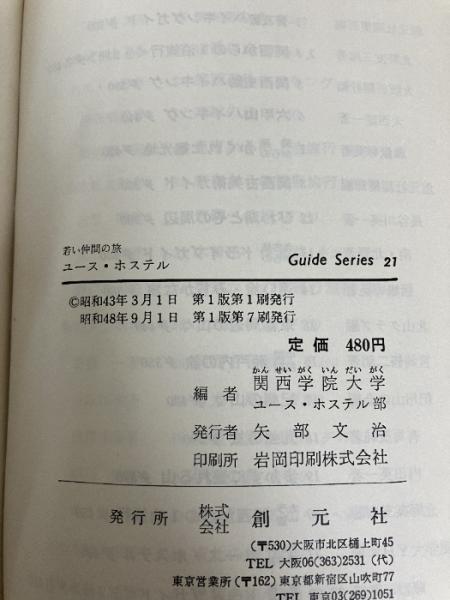 若い仲間の旅
ユース・ホステル
Guide Series 21
©昭和43年3月1日 第1版第1刷発行
昭和48年9月1日 第1版第7刷発行
定価 480円
かん せい がく いん だい がく
編者 関西学院大学
ユース・ホステル部
発行者 矢部文治
印刷所 岩岡印刷株式会社
発行所 株式会社 創元社
(〒530)大阪市北区樋上町45
TEL 大阪06(363)2531(代)
東京営業所(〒162)東京都新宿区山吹町77
TEL 東京03(269)1051